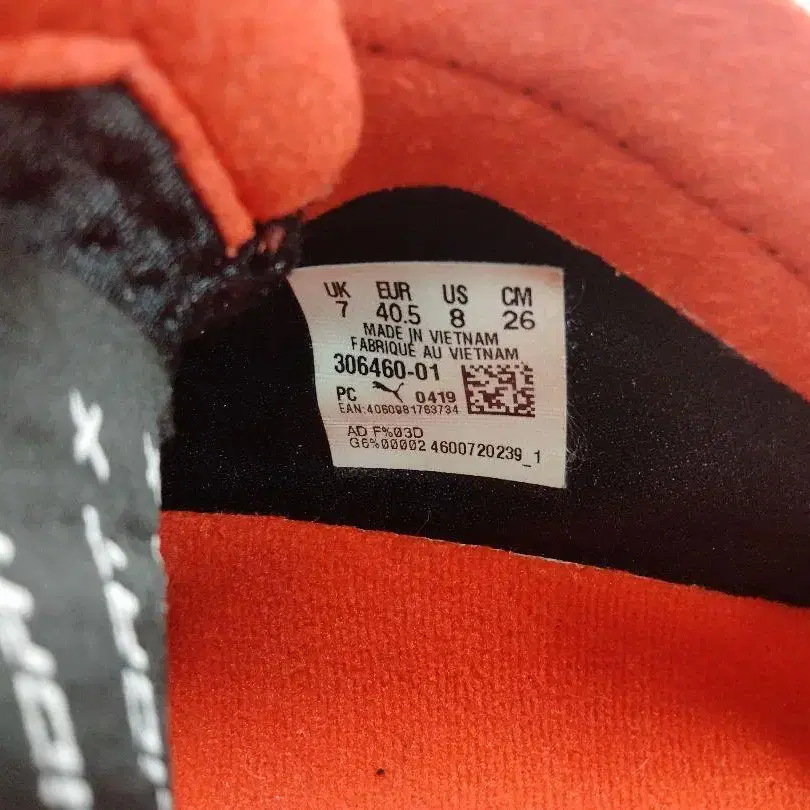 UK EUR US CM
7 40.5 8 26
MADE IN VIETNAM
FABRIQUÉ AU VIETNAM
306460-01
PC 0419
EAN:4060981763734
AD F%03D
G6%00002 4600720239_1